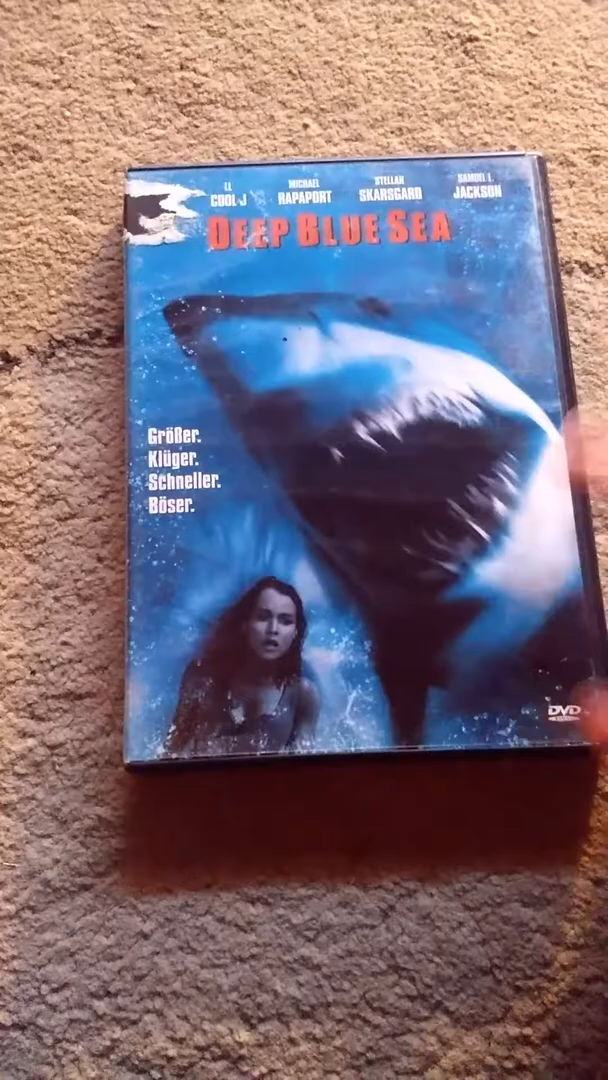 LL COOL J
MICHAEL RAPAPORT
STELLAN SKARSGARD
SAMUEL L. JACKSON
DEEP BLUE SEA
Größer.
Klüger.
Schneller.
Böser.
DVD